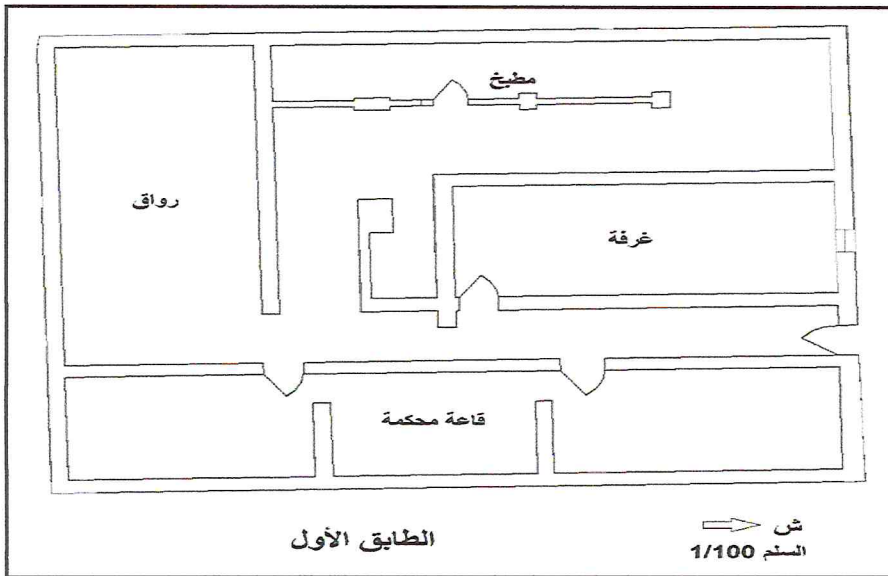 مطبخ
رواق
غرفة
قاعة محكمة
الطابق الأول
ش
السلم 1/100